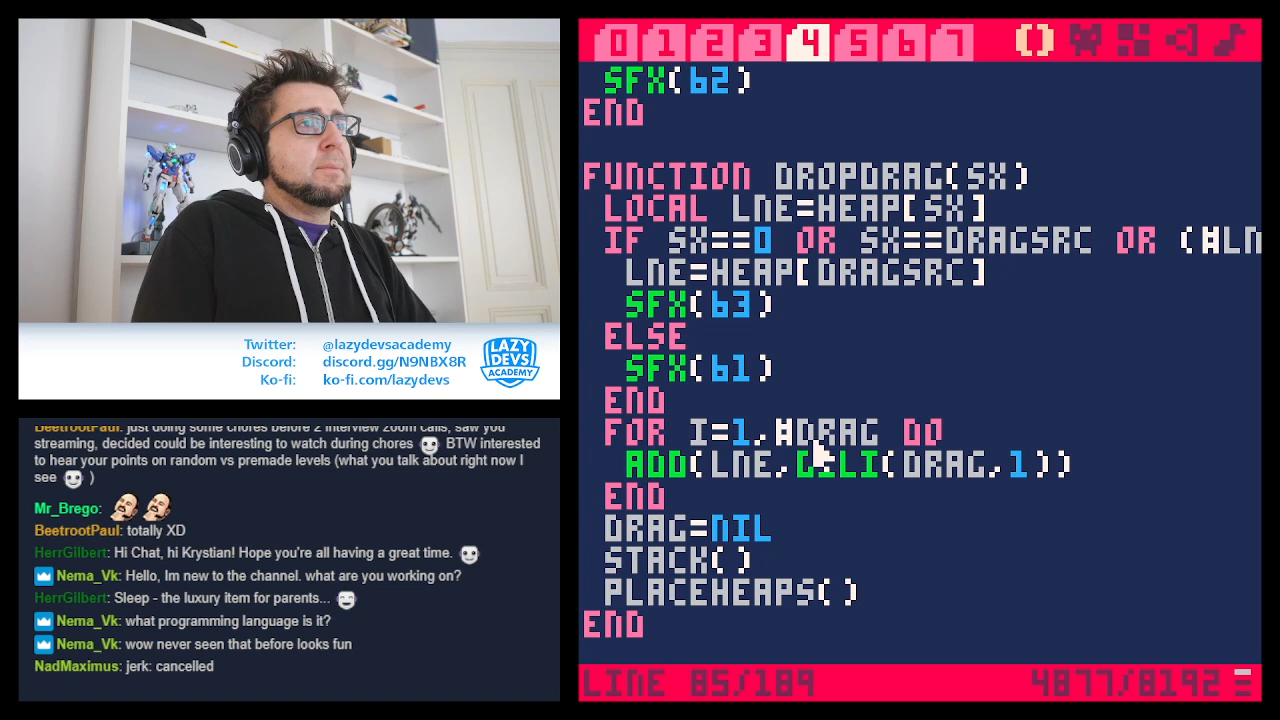 Twitter: @lazydevsacademy
Discord: discord.gg/N9NBX8R
Ko-fi: ko-fi.com/lazydevs
LAZY
DEVS
ACADEMY
BeetrootPaul: just doing some chores before 2 interview zoom calls, saw you
streaming, decided could be interesting to watch during chores BTW interested
to hear your points on random vs premade levels (what you talk about right now I
see )
Mr_Brego:
BeetrootPaul: totally XD
HerrGilbert: Hi Chat, hi Krystian! Hope you're all having a great time.
Nema_Vk: Hello, Im new to the channel. what are you working on?
HerrGilbert: Sleep - the luxury item for parents...
Nema_Vk: what programming language is it?
Nema_Vk: wow never seen that before looks fun
NadMaximus: jerk: cancelled
0 1 2 3 4 5 6 7 ()
SFX(62)
END
FUNCTION DROPDRAG(SX)
LOCAL LNE=HEAP[SX]
IF SX==0 OR SX==DRAGSRC OR (#LN
LNE=HEAP[DRAGSRC]
SFX(63)
ELSE
SFX(61)
END
FOR I=1,#DRAG DO
ADD(LNE,DELI(DRAG,1))
END
DRAG=NIL
STACK()
PLACEHEAPS()
END
LINE 85/189 4877/8192